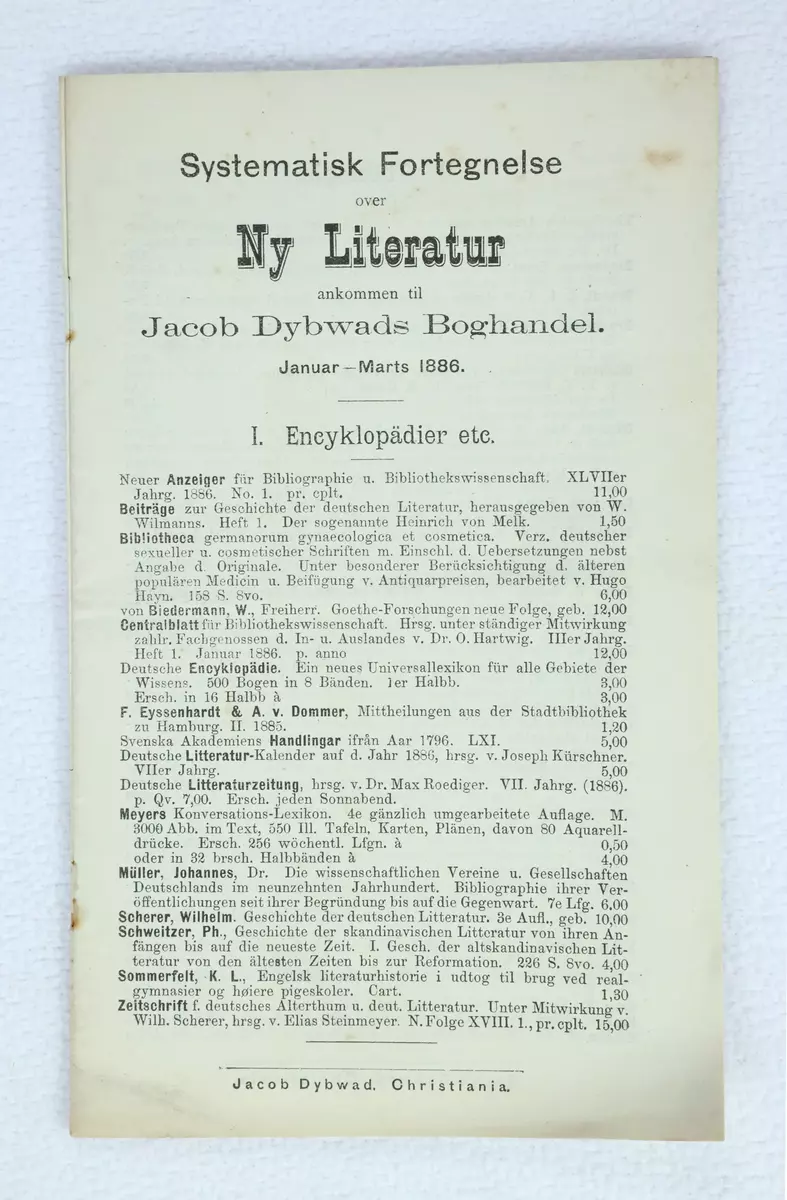 Systematisk Fortegnelse
over
Ny Literatur
ankommen til
Jacob Dybwads Boghandel.
Januar – Marts 1886.
I. Encyklopädier etc.
Neuer Anzeiger für Bibliographie u. Bibliothekswissenschaft. XLVIIer
Jahrg. 1886. No. 1. pr. cplt. 11,00
Beiträge zur Geschichte der deutschen Literatur, herausgegeben von W.
Wilmanns. Heft 1. Der sogenannte Heinrich von Melk. 1,50
Bibliotheca germanorum gynaecologica et cosmetica. Verz. deutscher
sexueller u. cosmetischer Schriften m. Einschl. d. Uebersetzungen nebst
Angabe d. Originale. Unter besonderer Berücksichtigung d. älteren
populären Medicin u. Beifügung v. Antiquarpreisen, bearbeitet v. Hugo
Hayn. 158 S. 8vo. 6,00
von Biedermann, W., Freiherr. Goethe-Forschungen neue Folge, geb. 12,00
Centralblatt für Bibliothekswissenschaft. Hrsg. unter ständiger Mitwirkung
zahlr. Fachgenossen d. In- u. Auslandes v. Dr. O. Hartwig. IIIer Jahrg.
Heft 1. Januar 1886. p. anno 12,00
Deutsche Encyklopädie. Ein neues Universallexikon für alle Gebiete der
Wissens. 500 Bogen in 8 Bänden. 1er Halbb. 3,00
Ersch. in 16 Halbb à 3,00
F. Eyssenhardt & A. v. Dommer, Mittheilungen aus der Stadtbibliothek
zu Hamburg. II. 1885. 1,20
Svenska Akademiens Handlingar ifrån Aar 1796. LXI. 5,00
Deutsche Litteratur-Kalender auf d. Jahr 1886, hrsg. v. Joseph Kürschner.
VIIer Jahrg. 5,00
Deutsche Litteraturzeitung, hrsg. v. Dr. Max Roediger. VII. Jahrg. (1886).
p. Qv. 7,00. Ersch. jeden Sonnabend.
Meyers Konversations-Lexikon. 4e gänzlich umgearbeitete Auflage. M.
3000 Abb. im Text, 550 Ill. Tafeln, Karten, Plänen, davon 80 Aquarell-
drücke. Ersch. 256 wöchentl. Lfgn. à 0,50
oder in 32 brsch. Halbbänden à 4,00
Müller, Johannes, Dr. Die wissenschaftlichen Vereine u. Gesellschaften
Deutschlands im neunzehnten Jahrhundert. Bibliographie ihrer Ver-
öffentlichungen seit ihrer Begründung bis auf die Gegenwart. 7e Lfg. 6,00
Scherer, Wilhelm. Geschichte der deutschen Litteratur. 3e Aufl., geb. 10,00
Schweitzer, Ph., Geschichte der skandinavischen Litteratur von ihren An-
fängen bis auf die neueste Zeit. I. Gesch. der altskandinavischen Lit-
teratur von den ältesten Zeiten bis zur Reformation. 226 S. 8vo. 4,00
Sommerfelt, K. L., Engelsk literaturhistorie i udtog til brug ved real-
gymnasier og høiere pigeskoler. Cart. 1,30
Zeitschrift f. deutsches Alterthum u. deut. Litteratur. Unter Mitwirkung v.
Wilh. Scherer, hrsg. v. Elias Steinmeyer. N. Folge XVIII. 1., pr. cplt. 15,00
Jacob Dybwad. Christiania.